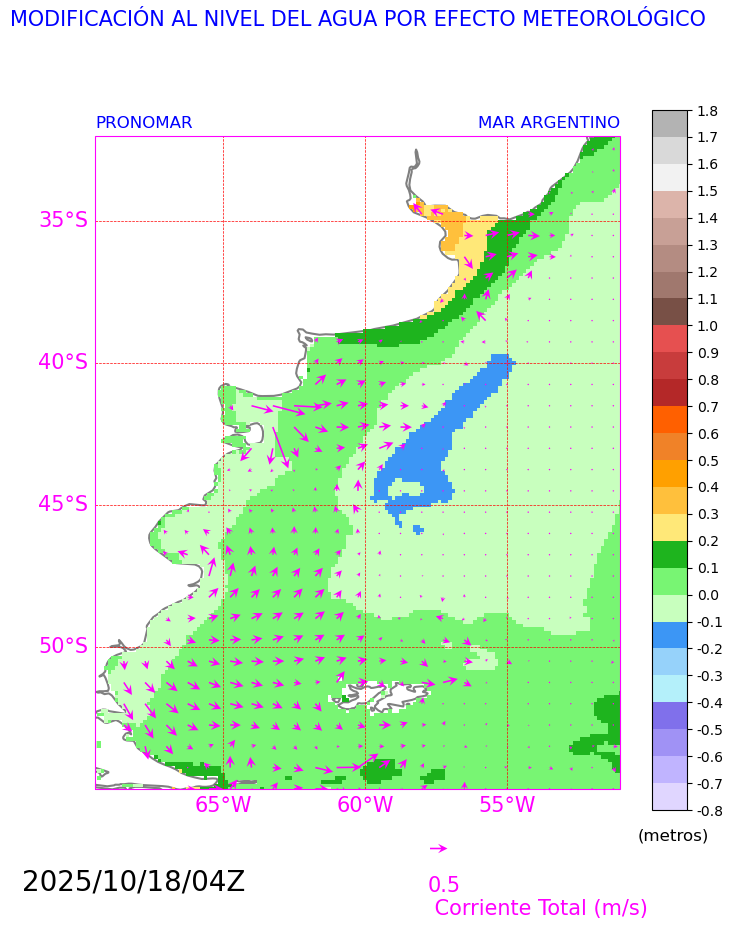 MODIFICACIÓN AL NIVEL DEL AGUA POR EFECTO METEOROLÓGICO
PRONOMAR
MAR ARGENTINO
35°S
40°S
45°S
50°S
65°W
60°W
55°W
1.8
1.7
1.6
1.5
1.4
1.3
1.2
1.1
1.0
0.9
0.8
0.7
0.6
0.5
0.4
0.3
0.2
0.1
0.0
-0.1
-0.2
-0.3
-0.4
-0.5
-0.6
-0.7
-0.8
(metros)
2025/10/18/04Z
0.5
Corriente Total (m/s)